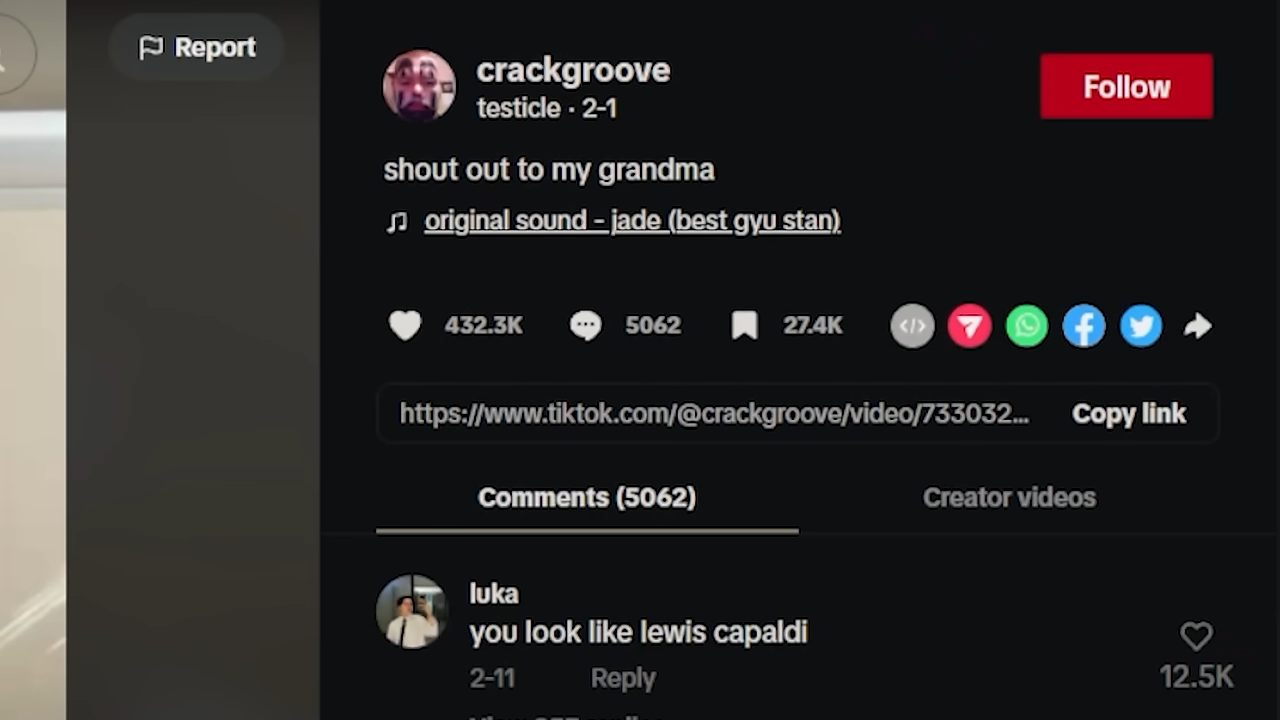 Report
crackgroove
testicle · 2-1
Follow
shout out to my grandma
original sound - jade (best gyu stan)
432.3K
5062
27.4K
https://www.tiktok.com/@crackgroove/video/733032...
Copy link
Comments (5062)
Creator videos
luka
you look like lewis capaldi
2-11
Reply
12.5K